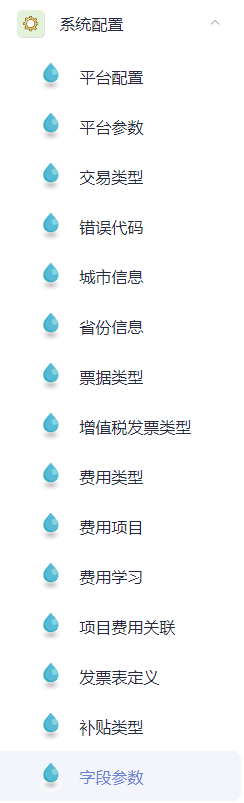 系统配置
平台配置
平台参数
交易类型
错误代码
城市信息
省份信息
票据类型
增值税发票类型
费用类型
费用项目
费用学习
项目费用关联
发票表定义
补贴类型
字段参数